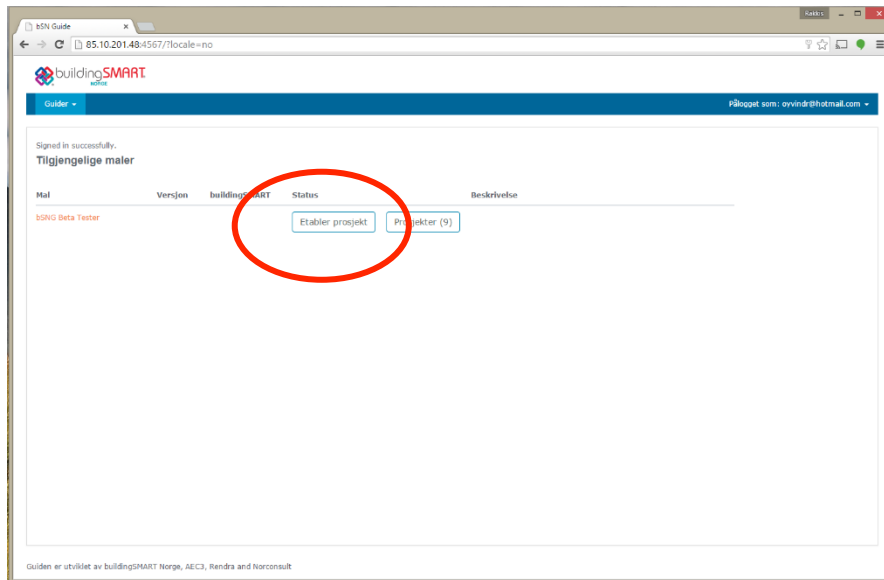 Rakkis
bSN Guide
85.10.201.48:4567/?locale=no
buildingSMART
NORGE
Guider
Pålogget som: oyvindr@hotmail.com
Signed in successfully.
Tilgjengelige maler
Mal Versjon buildingSMART Status Beskrivelse
bSNG Beta Tester Etabler prosjekt Prosjekter (9)
Guiden er utviklet av buildingSMART Norge, AEC3, Rendra and Norconsult